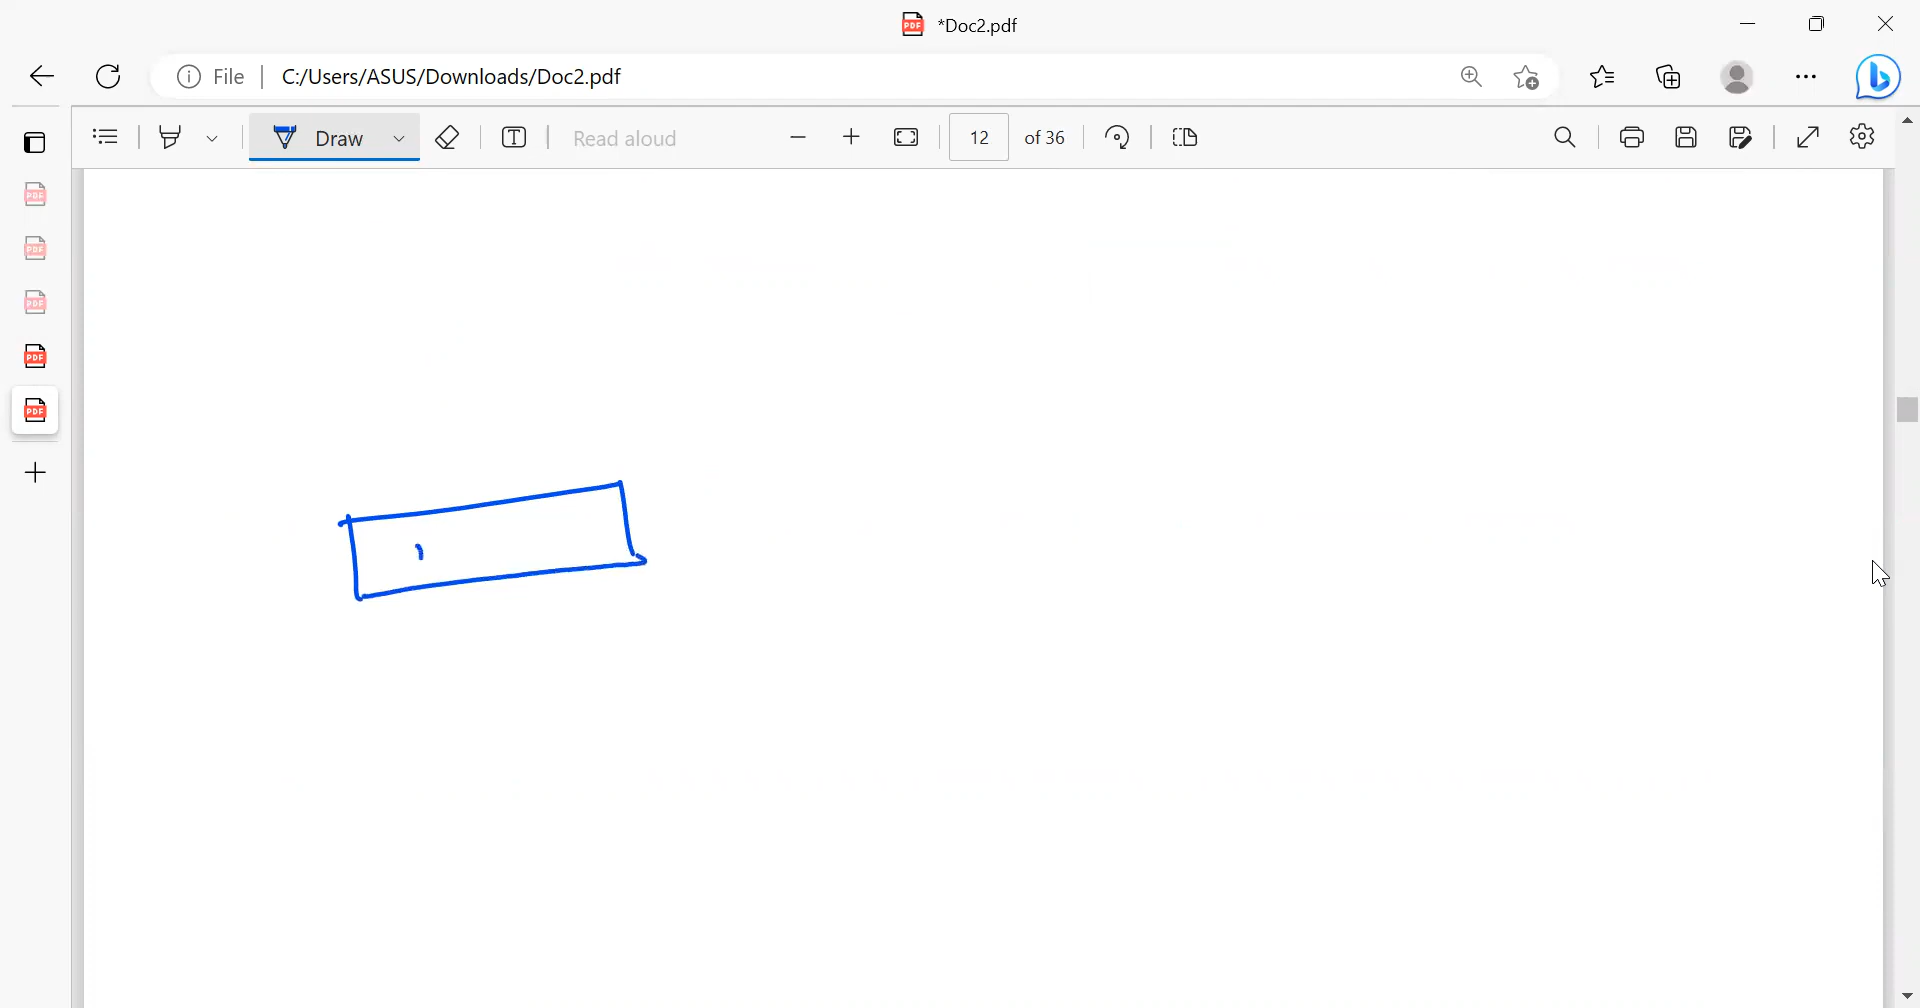 *Doc2.pdf
File C:/Users/ASUS/Downloads/Doc2.pdf
Draw Read aloud 12 of 36